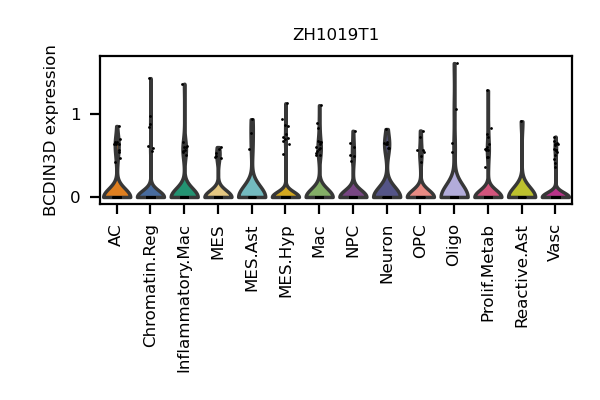 ZH1019T1
BCDIN3D expression
1
0
AC
Chromatin.Reg
Inflammatory.Mac
MES
MES.Ast
MES.Hyp
Mac
NPC
Neuron
OPC
Oligo
Prolif.Metab
Reactive.Ast
Vasc